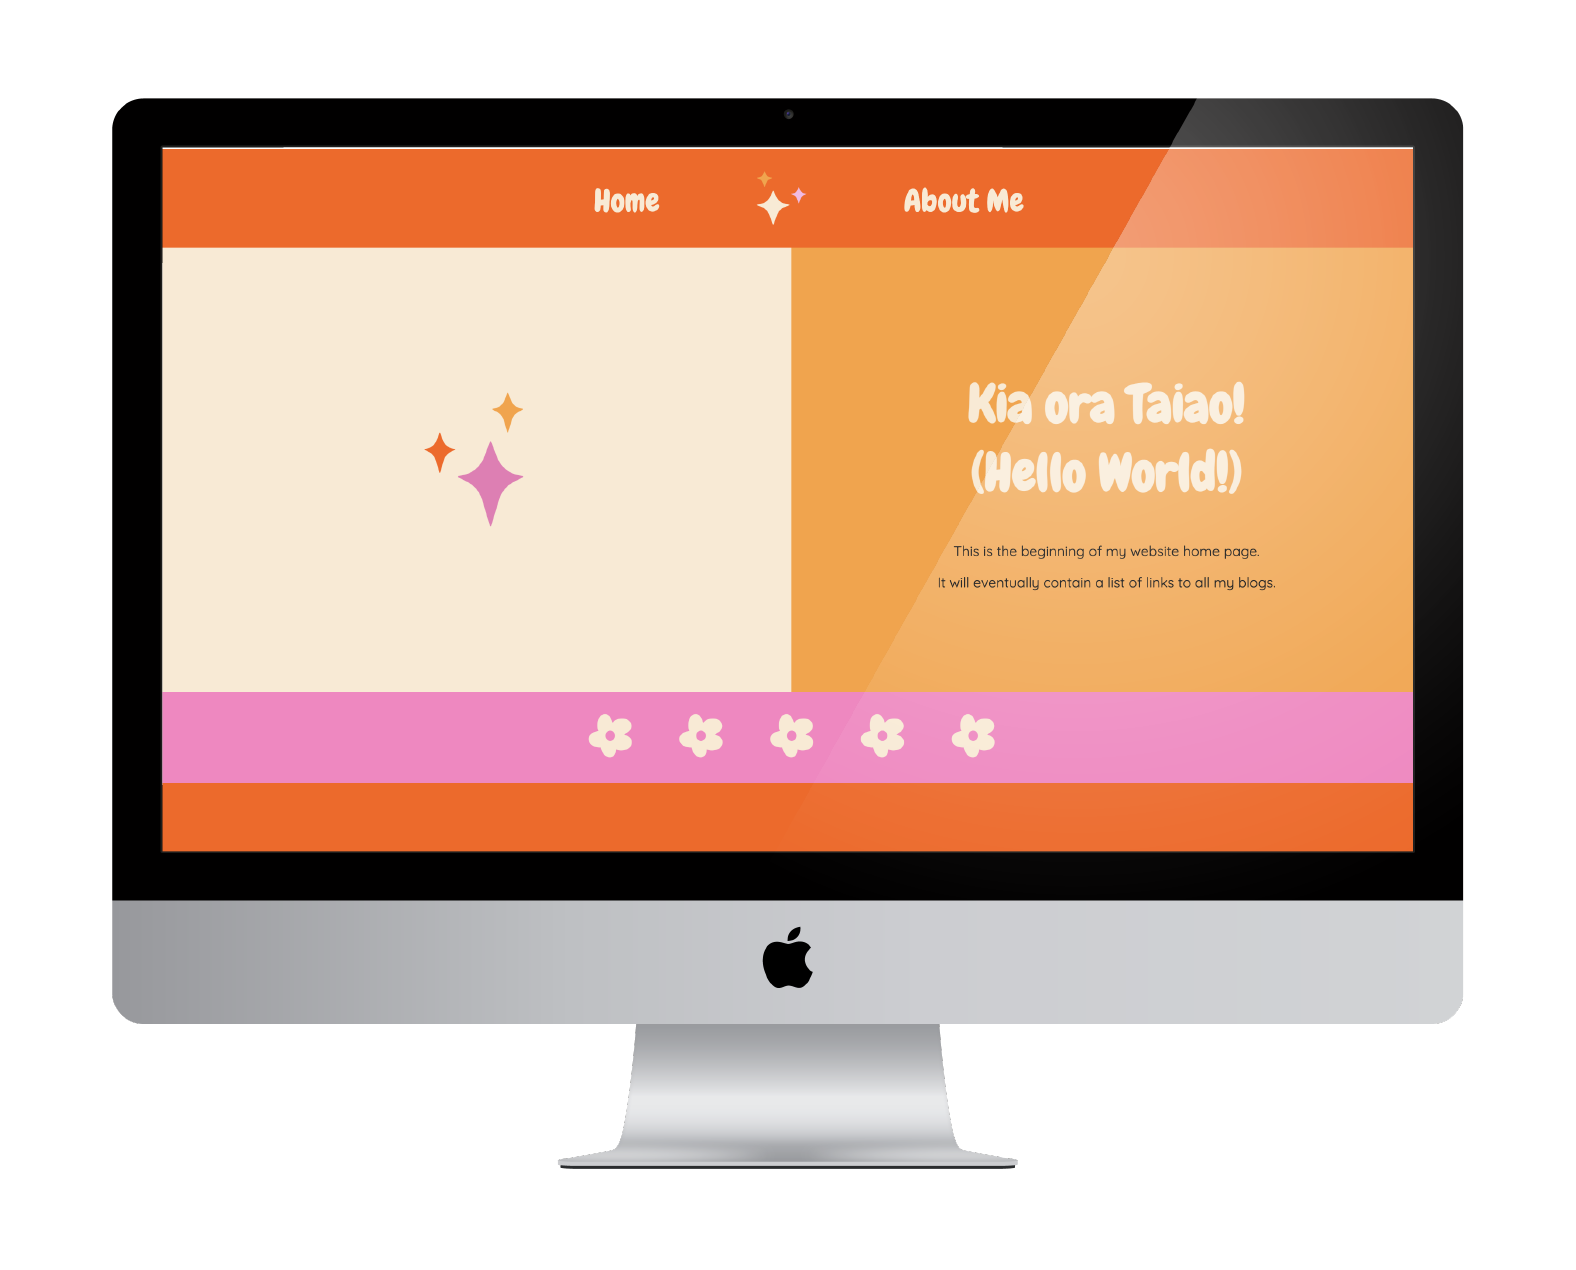 Home
About Me
Kia ora Taiao!
(Hello World!)
This is the beginning of my website home page.
It will eventually contain a list of links to all my blogs.